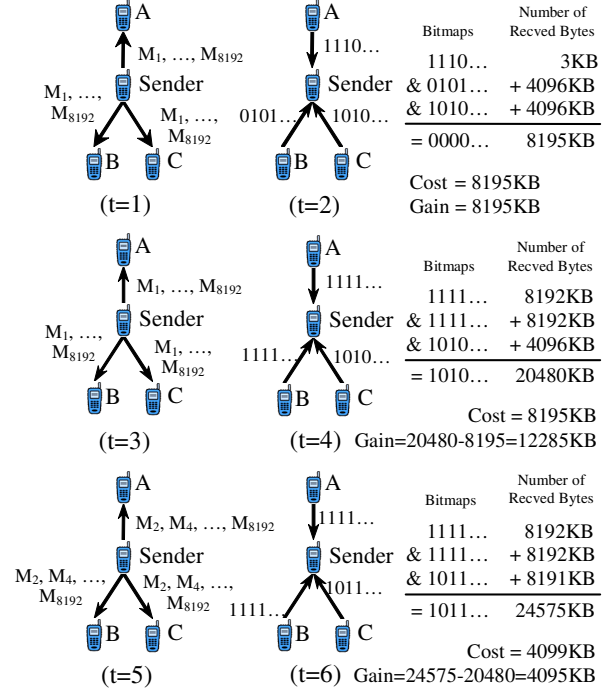 A
M1, …, M8192
Sender
M1, …,
M8192
M1, …,
M8192
B
C
(t=1)
A
1110…
Sender
0101…
1010…
B
C
(t=2)
Bitmaps
Number of
Recved Bytes
1110… 3KB
& 0101… + 4096KB
& 1010… + 4096KB
= 0000… 8195KB
Cost = 8195KB
Gain = 8195KB
A
M1, …, M8192
Sender
M1, …,
M8192
M1, …,
M8192
B
C
(t=3)
A
1111…
Sender
1111…
1010…
B
C
(t=4)
Bitmaps
Number of
Recved Bytes
1111… 8192KB
& 1111… + 8192KB
& 1010… + 4096KB
= 1010… 20480KB
Cost = 8195KB
Gain=20480-8195=12285KB
A
M2, M4, …, M8192
Sender
M2, M4, …,
M8192
M2, M4, …,
M8192
B
C
(t=5)
A
1111…
Sender
1011…
1111…
B
C
(t=6)
Bitmaps
Number of
Recved Bytes
1111… 8192KB
& 1111… + 8192KB
& 1011… + 8191KB
= 1011… 24575KB
Cost = 4099KB
Gain=24575-20480=4095KB